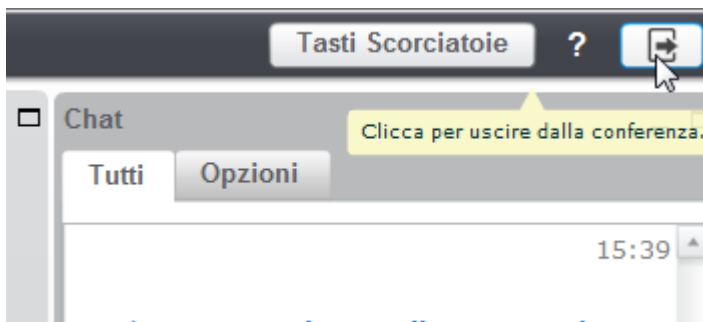 Tasti Scorciatoie ?
Clicca per uscire dalla conferenza.
Chat
Tutti Opzioni
15:39